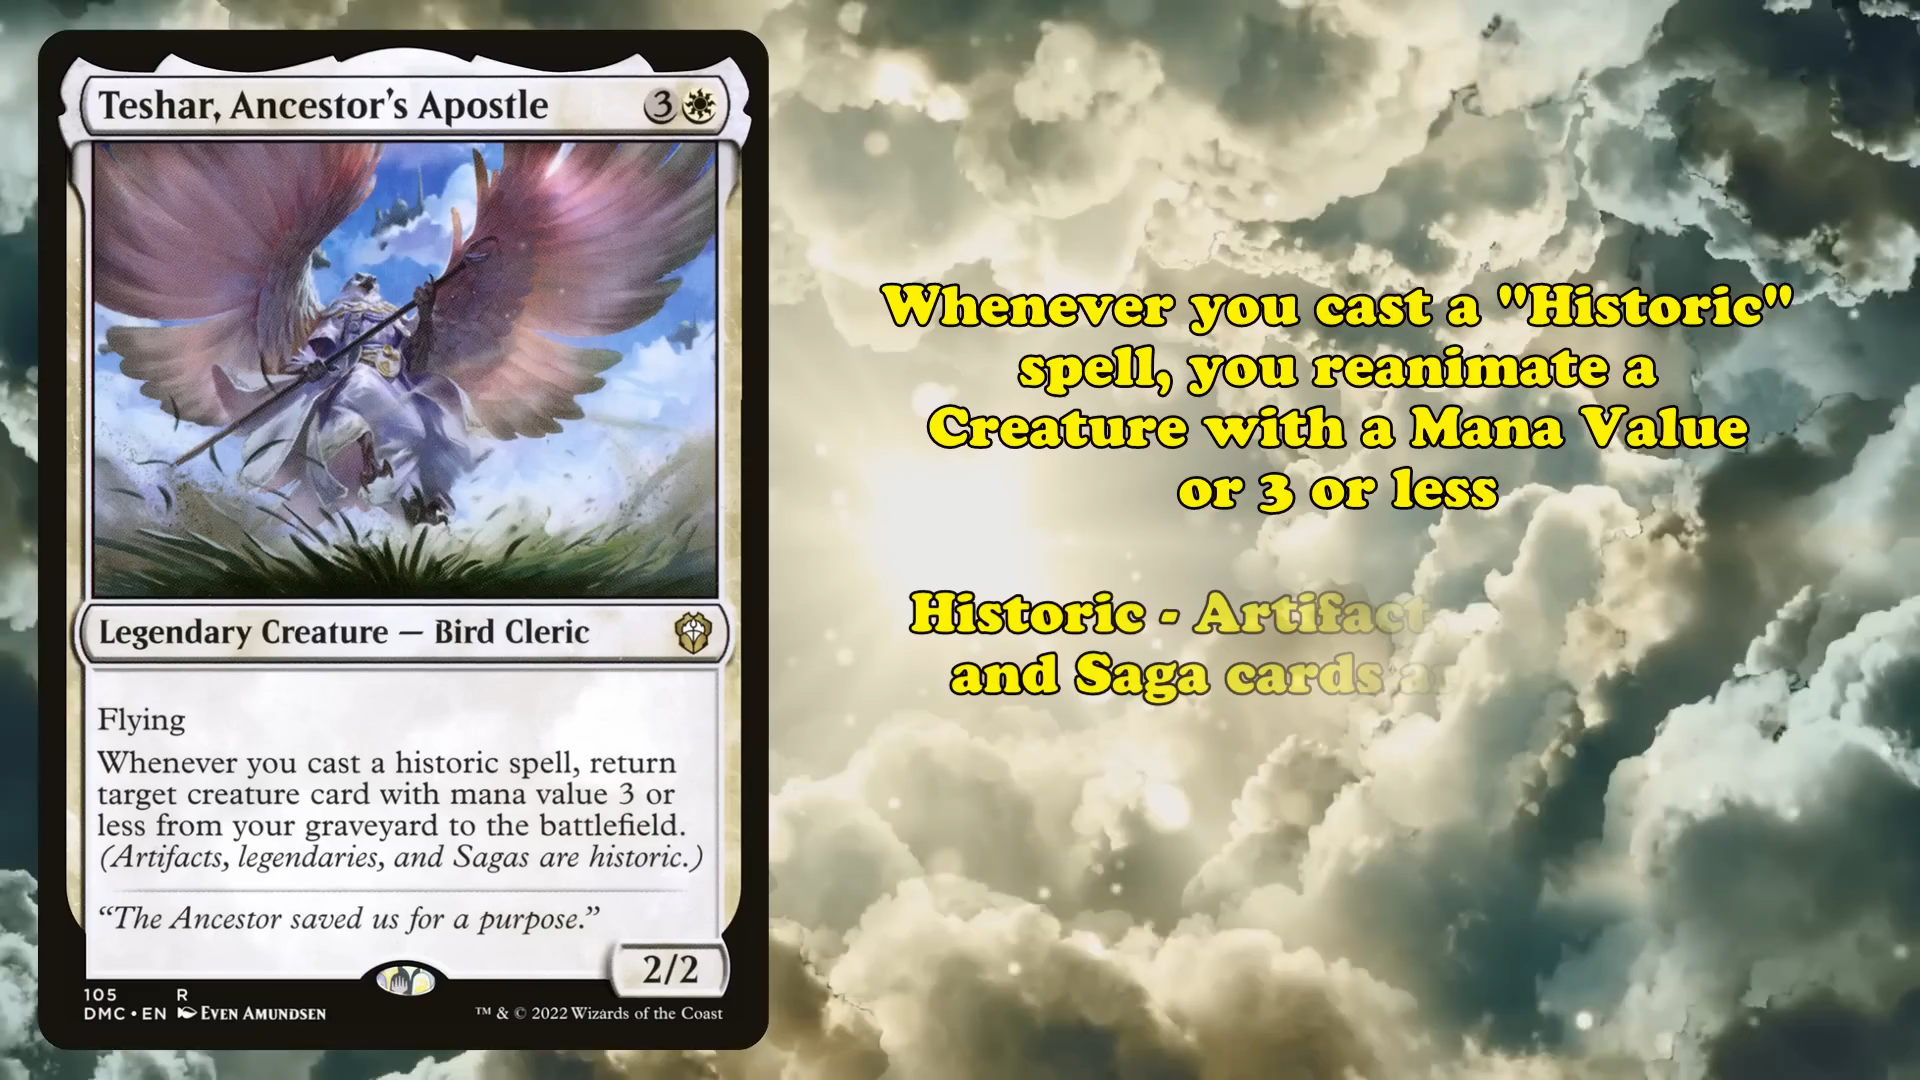 Teshar, Ancestor's Apostle 3
Legendary Creature — Bird Cleric
Flying
Whenever you cast a historic spell, return
target creature card with mana value 3 or
less from your graveyard to the battlefield.
(Artifacts, legendaries, and Sagas are historic.)
“The Ancestor saved us for a purpose.”
2/2
105 R
DMC • EN EVEN AMUNDSEN
™ & © 2022 Wizards of the Coast
Whenever you cast a "Historic"
spell, you reanimate a
Creature with a Mana Value
or 3 or less
Historic - Artifact
and Saga cards